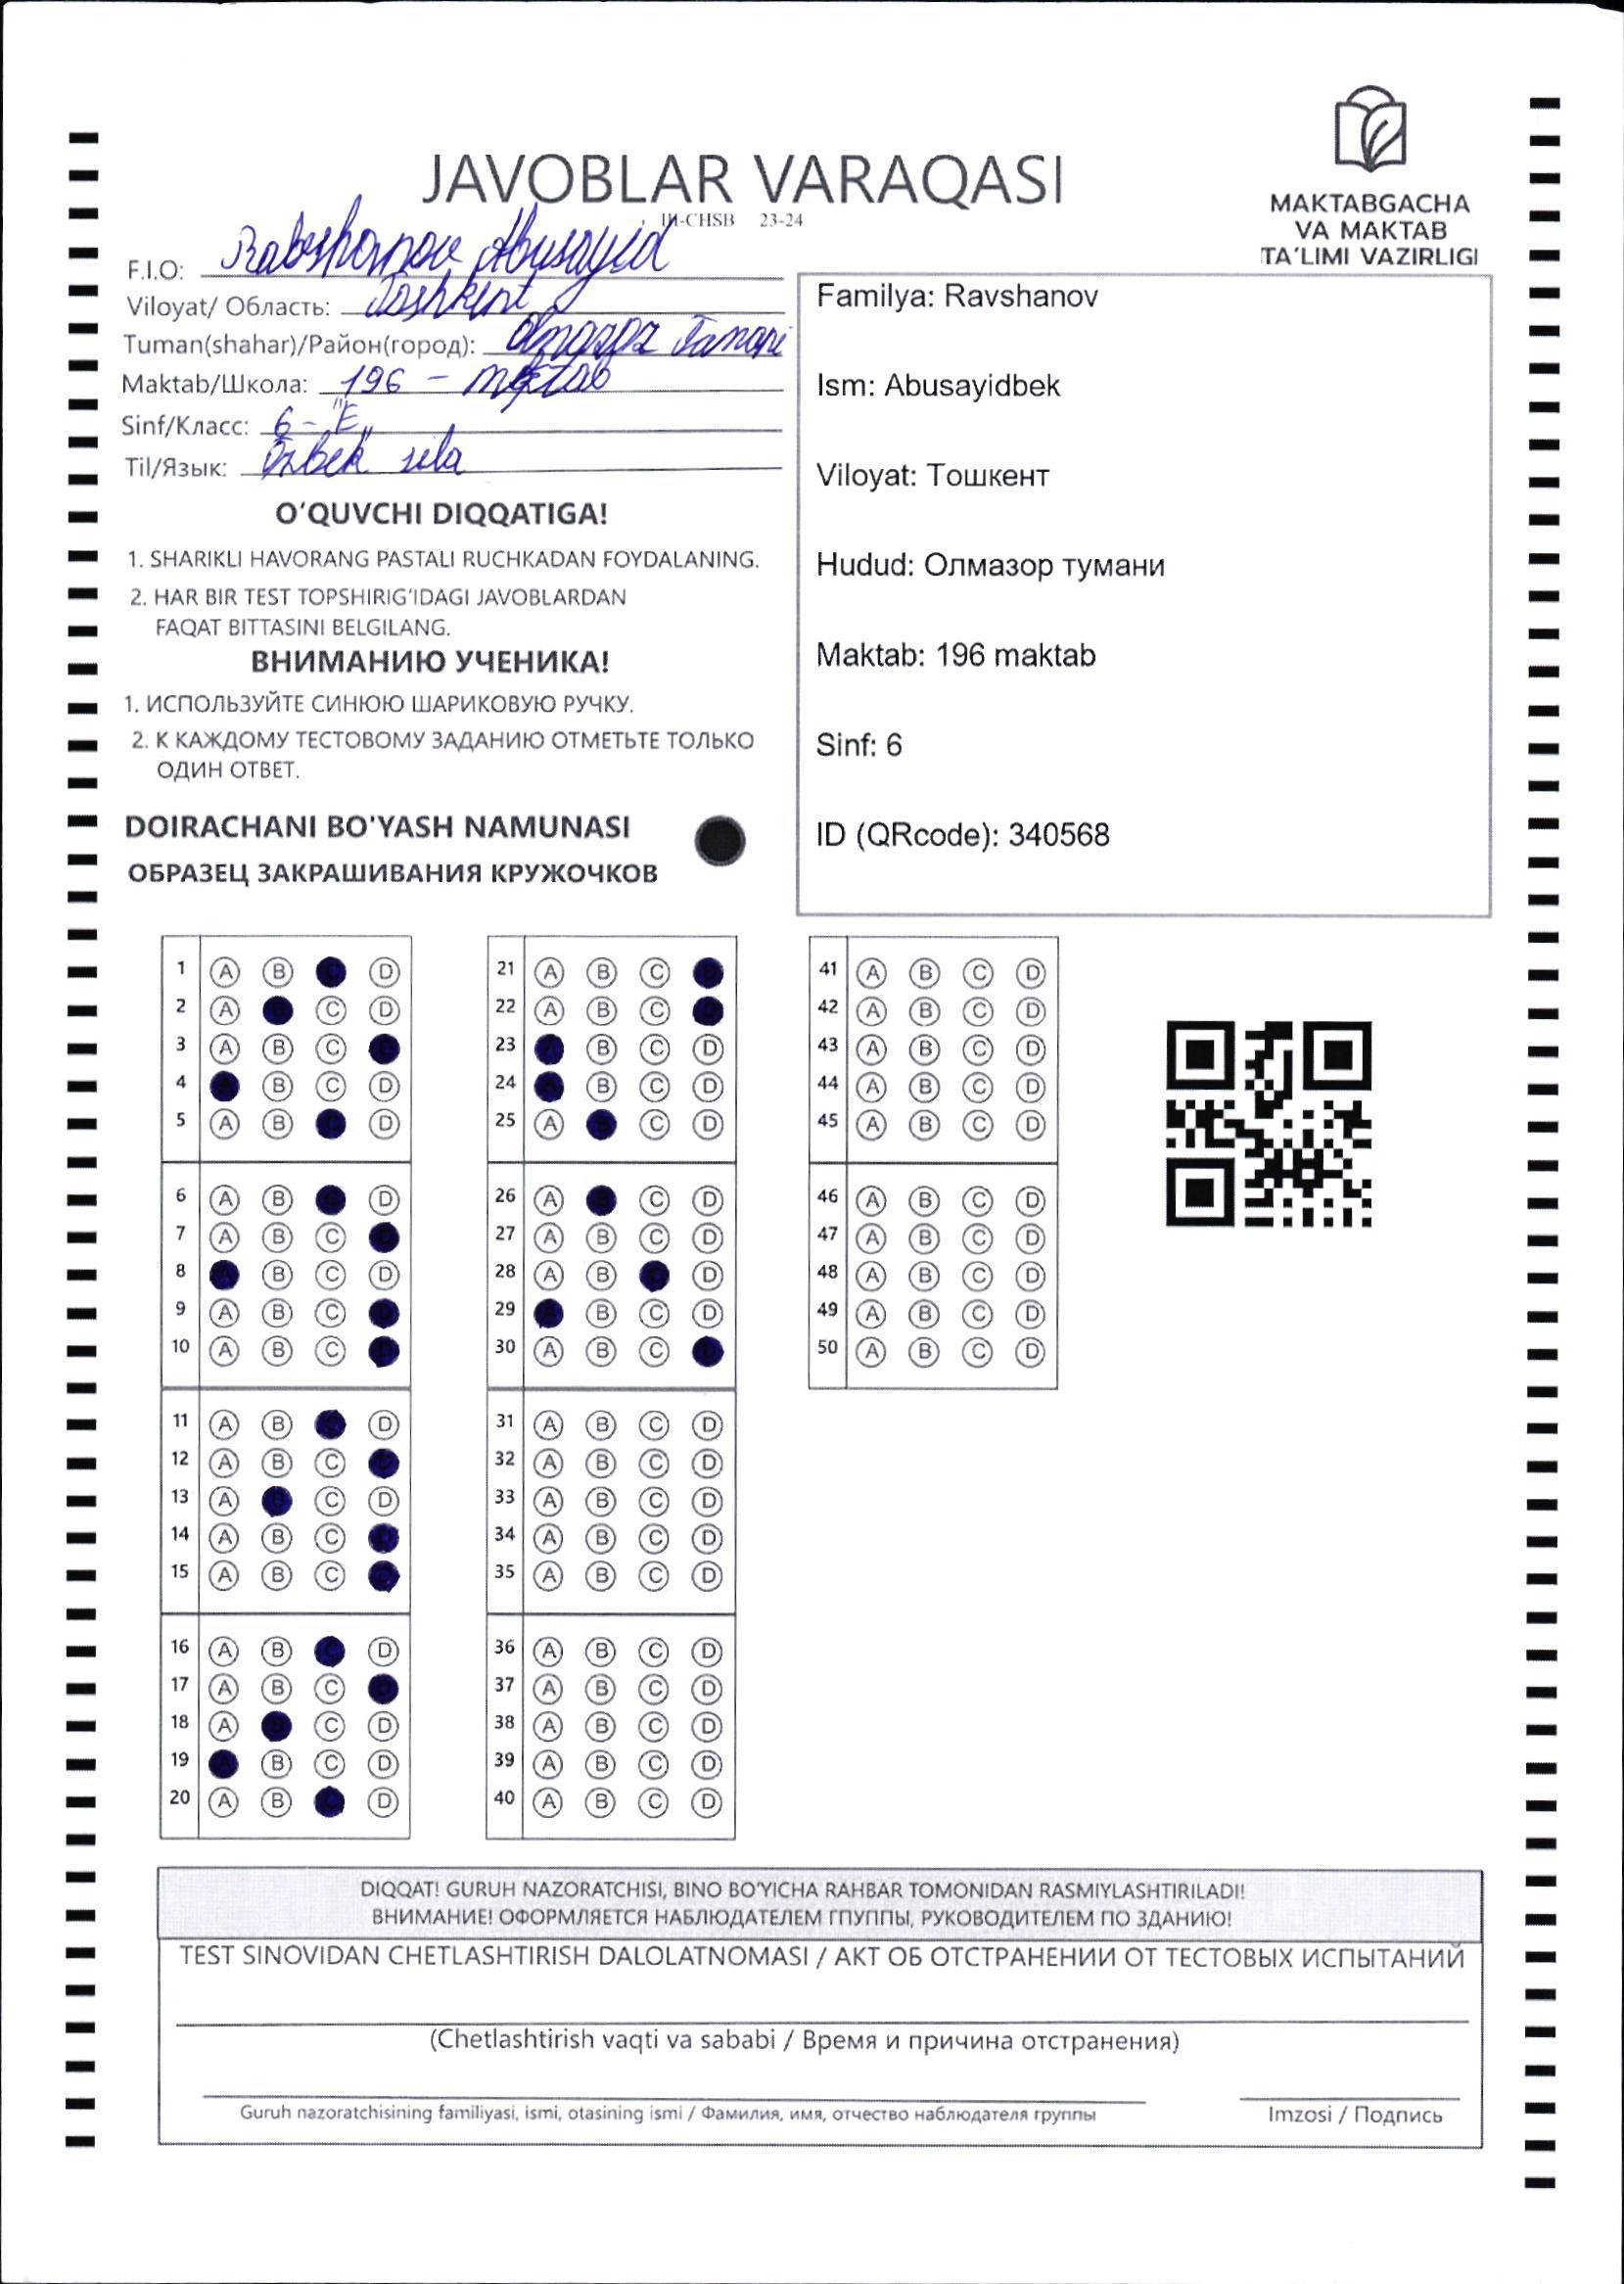 JAVOBLAR VARAQASI
III-CHSB 23-24
MAKTABGACHA
VA MAKTAB
TA'LIMI VAZIRLIGI
F.I.O: Rabshanov Abusayid
Viloyat/ Область: Toshkent
Tuman(shahar)/Район(город):
Maktab/Школа: 196 - maktab
Sinf/Класс: 6-"E"
Til/Язык:
Familya: Ravshanov
Ism: Abusayidbek
Viloyat: Тошкент
Hudud: Олмазор тумани
Maktab: 196 maktab
Sinf: 6
ID (QRcode): 340568
O'QUVCHI DIQQATIGA!
1. SHARIKLI HAVORANG PASTALI RUCHKADAN FOYDALANING.
2. HAR BIR TEST TOPSHIRIG'IDAGI JAVOBLARDAN
FAQAT BITTASINI BELGILANG.
ВНИМАНИЮ УЧЕНИКА!
1. ИСПОЛЬЗУЙТЕ СИНЮЮ ШАРИКОВУЮ РУЧКУ.
2. К КАЖДОМУ ТЕСТОВОМУ ЗАДАНИЮ ОТМЕТЬТЕ ТОЛЬКО
ОДИН ОТВЕТ.
DOIRACHANI BO'YASH NAMUNASI
ОБРАЗЕЦ ЗАКРАШИВАНИЯ КРУЖОЧКОВ
1 A B D
2 A C D
3 A B C
4 B C D
5 A B D
6 A B D
7 A B C
8 B C D
9 A B C
10 A B C
11 A B D
12 A B C
13 A C D
14 A B C
15 A B C
16 A B D
17 A B C
18 A C D
19 B C D
20 A B D
21 A B C
22 A B C
23 B C D
24 B C D
25 A C D
26 A C D
27 A B C D
28 A B D
29 B C D
30 A B C
31 A B C D
32 A B C D
33 A B C D
34 A B C D
35 A B C D
36 A B C D
37 A B C D
38 A B C D
39 A B C D
40 A B C D
41 A B C D
42 A B C D
43 A B C D
44 A B C D
45 A B C D
46 A B C D
47 A B C D
48 A B C D
49 A B C D
50 A B C D
DIQQAT! GURUH NAZORATCHISI, BINO BO'YICHA RAHBAR TOMONIDAN RASMIYLASHTIRILADI!
ВНИМАНИЕ! ОФОРМЛЯЕТСЯ НАБЛЮДАТЕЛЕМ ГПУППЫ, РУКОВОДИТЕЛЕМ ПО ЗДАНИЮ!
TEST SINOVIDAN CHETLASHTIRISH DALOLATNOMASI / АКТ ОБ ОТСТРАНЕНИИ ОТ ТЕСТОВЫХ ИСПЫТАНИЙ
(Chetlashtirish vaqti va sababi / Время и причина отстранения)
Guruh nazoratchisining familiyasi, ismi, otasining ismi / Фамилия, имя, отчество наблюдателя группы
Imzosi / Подпись